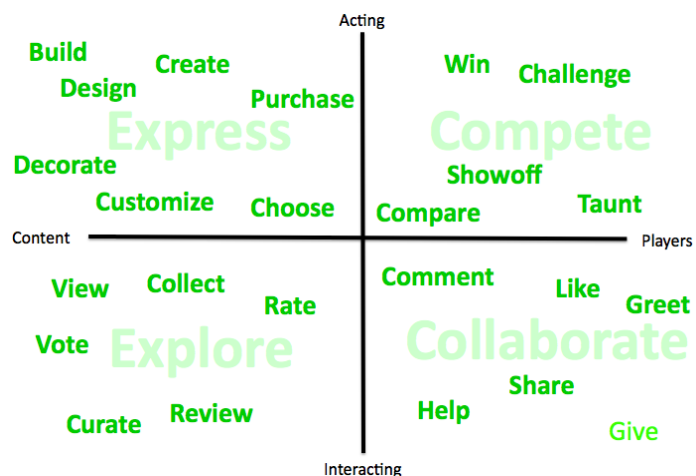 Acting
Build
Create
Win
Challenge
Design
Purchase
Express
Compete
Decorate
Showoff
Customize
Choose
Compare
Taunt
Content
Players
View
Collect
Rate
Comment
Like
Greet
Vote
Explore
Collaborate
Share
Curate
Review
Help
Give
Interacting